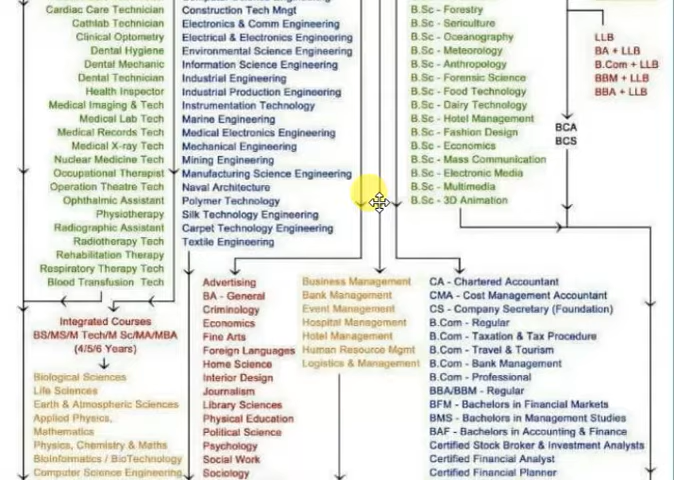 Cardiac Care Technician
Cathlab Technician
Clinical Optometry
Dental Hygiene
Dental Mechanic
Dental Technician
Health Inspector
Medical Imaging & Tech
Medical Lab Tech
Medical Records Tech
Medical X-ray Tech
Nuclear Medicine Tech
Occupational Therapist
Operation Theatre Tech
Ophthalmic Assistant
Physiotherapy
Radiographic Assistant
Radiotherapy Tech
Rehabilitation Therapy
Respiratory Therapy Tech
Blood Transfusion Tech
Construction Tech Mngt
Electronics & Comm Engineering
Electrical & Electronics Engineering
Environmental Science Engineering
Information Science Engineering
Industrial Engineering
Industrial Production Engineering
Instrumentation Technology
Marine Engineering
Medical Electronics Engineering
Mechanical Engineering
Mining Engineering
Manufacturing Science Engineering
Naval Architecture
Polymer Technology
Silk Technology Engineering
Carpet Technology Engineering
Textile Engineering
B.Sc - Forestry
B.Sc - Sericulture
B.Sc - Oceanography
B.Sc - Meteorology
B.Sc - Anthropology
B.Sc - Forensic Science
B.Sc - Food Technology
B.Sc - Dairy Technology
B.Sc - Hotel Management
B.Sc - Fashion Design
B.Sc - Economics
B.Sc - Mass Communication
B.Sc - Electronic Media
B.Sc - Multimedia
B.Sc - 3D Animation
LLB
BA + LLB
B.Com + LLB
BBM + LLB
BBA + LLB
BCA
BCS
Integrated Courses
BS/MS/M Tech/M Sc/MA/MBA
(4/5/6 Years)
Biological Sciences
Life Sciences
Earth & Atmospheric Sciences
Applied Physics,
Mathematics
Physics, Chemistry & Maths
BioInformatics / BioTechnology
Computer Science Engineering
Advertising
BA - General
Criminology
Economics
Fine Arts
Foreign Languages
Home Science
Interior Design
Journalism
Library Sciences
Physical Education
Political Science
Psychology
Social Work
Sociology
Business Management
Bank Management
Event Management
Hospital Management
Hotel Management
Human Resource Mgmt
Logistics & Management
CA - Chartered Accountant
CMA - Cost Management Accountant
CS - Company Secretary (Foundation)
B.Com - Regular
B.Com - Taxation & Tax Procedure
B.Com - Travel & Tourism
B.Com - Bank Management
B.Com - Professional
BBA/BBM - Regular
BFM - Bachelors in Financial Markets
BMS - Bachelors in Management Studies
BAF - Bachelors in Accounting & Finance
Certified Stock Broker & Investment Analysts
Certified Financial Analyst
Certified Financial Planner